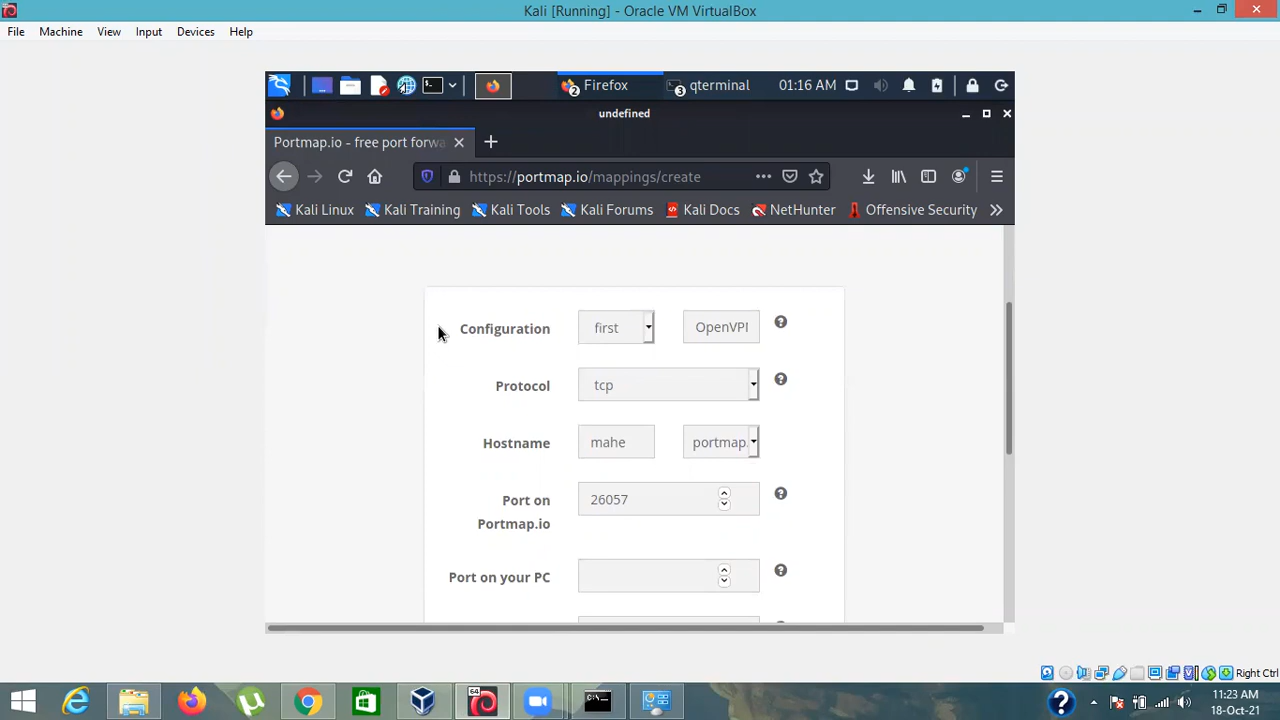 Kali [Running] - Oracle VM VirtualBox
File Machine View Input Devices Help
2 Firefox 3 qterminal 01:16 AM
undefined
Portmap.io - free port forwa
https://portmap.io/mappings/create
Kali Linux Kali Training Kali Tools Kali Forums Kali Docs NetHunter Offensive Security
Configuration first OpenVPI
Protocol tcp
Hostname mahe portmap.
Port on Portmap.io 26057
Port on your PC
Right Ctrl
64
11:23 AM
18-Oct-21